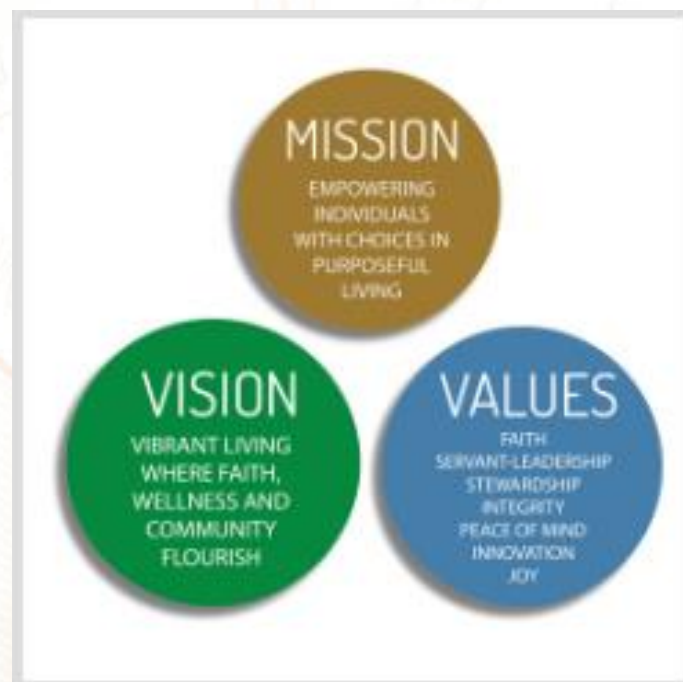 MISSION
EMPOWERING
INDIVIDUALS
WITH CHOICES IN
PURPOSEFUL
LIVING
VISION
VIBRANT LIVING
WHERE FAITH,
WELLNESS AND
COMMUNITY
FLOURISH
VALUES
FAITH
SERVANT-LEADERSHIP
STEWARDSHIP
INTEGRITY
PEACE OF MIND
INNOVATION
JOY